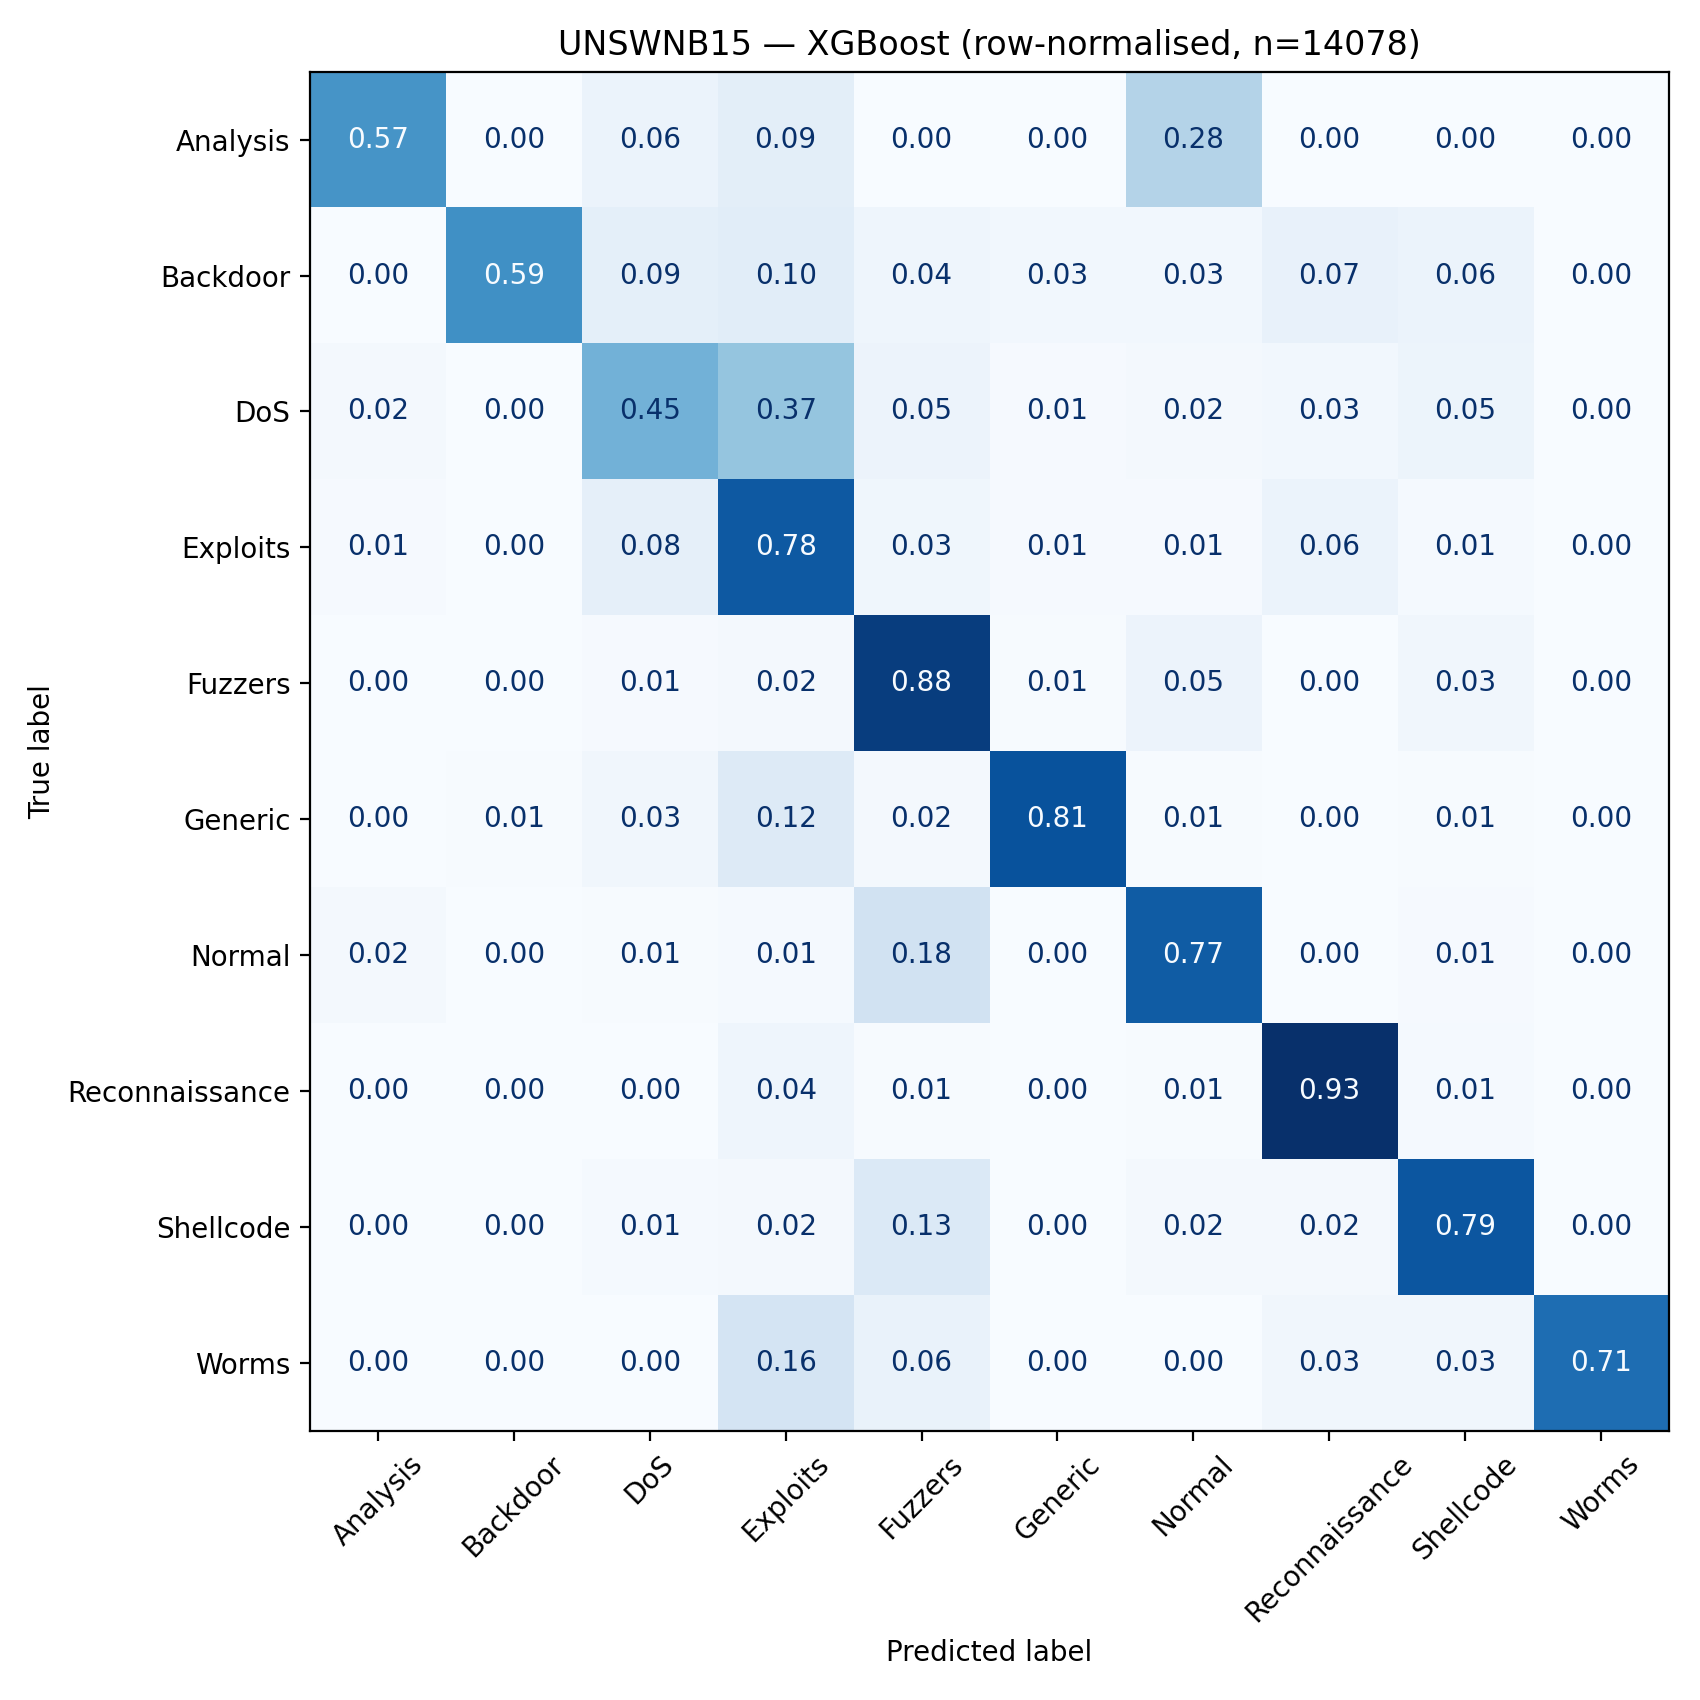 UNSWNB15 — XGBoost (row-normalised, n=14078)
Analysis 0.57 0.00 0.06 0.09 0.00 0.00 0.28 0.00 0.00 0.00
Backdoor 0.00 0.59 0.09 0.10 0.04 0.03 0.03 0.07 0.06 0.00
DoS 0.02 0.00 0.45 0.37 0.05 0.01 0.02 0.03 0.05 0.00
Exploits 0.01 0.00 0.08 0.78 0.03 0.01 0.01 0.06 0.01 0.00
Fuzzers 0.00 0.00 0.01 0.02 0.88 0.01 0.05 0.00 0.03 0.00
Generic 0.00 0.01 0.03 0.12 0.02 0.81 0.01 0.00 0.01 0.00
Normal 0.02 0.00 0.01 0.01 0.18 0.00 0.77 0.00 0.01 0.00
Reconnaissance 0.00 0.00 0.00 0.04 0.01 0.00 0.01 0.93 0.01 0.00
Shellcode 0.00 0.00 0.01 0.02 0.13 0.00 0.02 0.02 0.79 0.00
Worms 0.00 0.00 0.00 0.16 0.06 0.00 0.00 0.03 0.03 0.71
True label
Analysis Backdoor DoS Exploits Fuzzers Generic Normal Reconnaissance Shellcode Worms
Predicted label